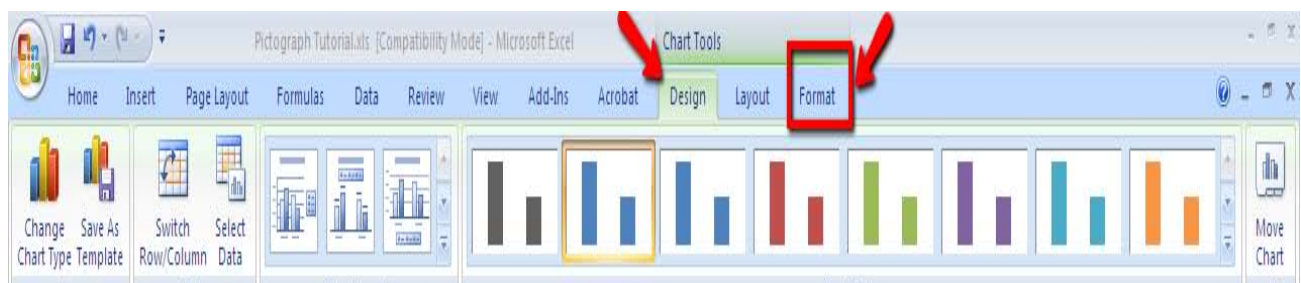 Pictograph Tutorial.xls [Compatibility Mode] - Microsoft Excel
Chart Tools
Home Insert Page Layout Formulas Data Review View Add-Ins Acrobat Design Layout Format
Change Save As Switch Select Move
Chart Type Template Row/Column Data Chart